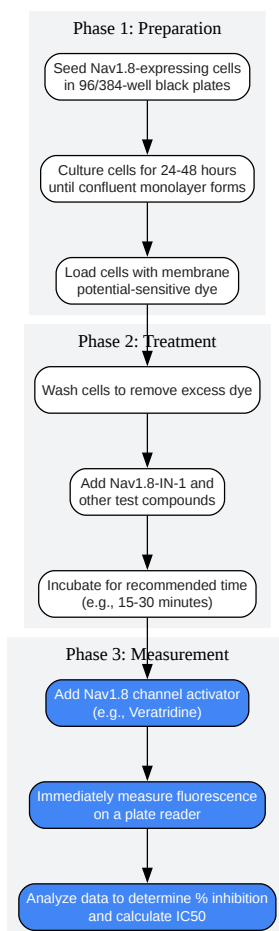 Phase 1: Preparation
Seed Nav1.8-expressing cells
in 96/384-well black plates
Culture cells for 24-48 hours
until confluent monolayer forms
Load cells with membrane
potential-sensitive dye
Phase 2: Treatment
Wash cells to remove excess dye
Add Nav1.8-IN-1 and
other test compounds
Incubate for recommended time
(e.g., 15-30 minutes)
Phase 3: Measurement
Add Nav1.8 channel activator
(e.g., Veratridine)
Immediately measure fluorescence
on a plate reader
Analyze data to determine % inhibition
and calculate IC50